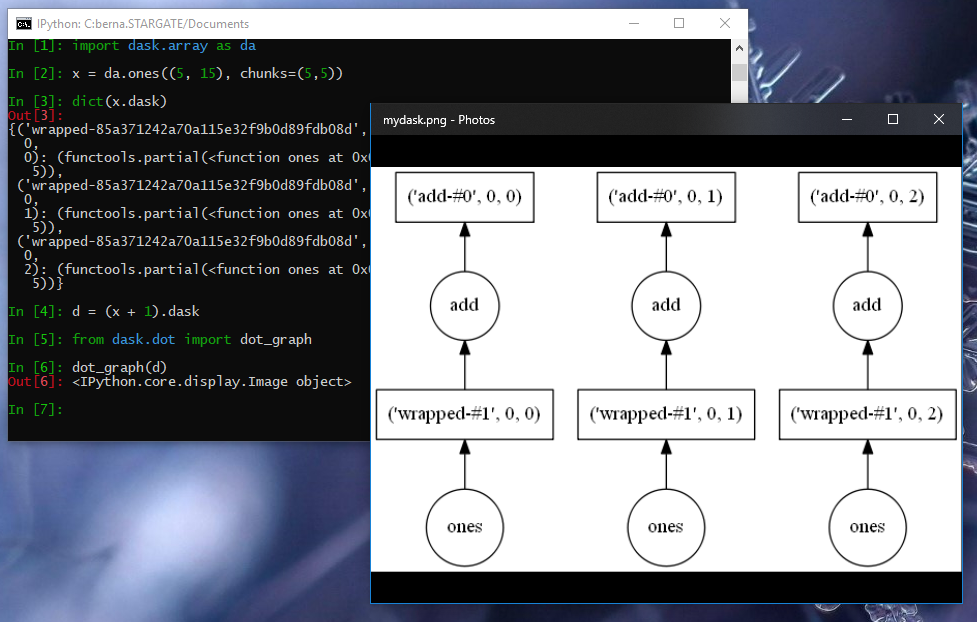 IPython: C:berna.STARGATE/Documents
In [1]: import dask.array as da
In [2]: x = da.ones((5, 15), chunks=(5,5))
In [3]: dict(x.dask)
Out[3]:
{('wrapped-85a371242a70a115e32f9b0d89fdb08d',
0,
0): (functools.partial(<function ones at 0x
5)),
('wrapped-85a371242a70a115e32f9b0d89fdb08d',
0,
1): (functools.partial(<function ones at 0x
5)),
('wrapped-85a371242a70a115e32f9b0d89fdb08d',
0,
2): (functools.partial(<function ones at 0x
5))}
In [4]: d = (x + 1).dask
In [5]: from dask.dot import dot_graph
In [6]: dot_graph(d)
Out[6]: <IPython.core.display.Image object>
In [7]:
mydask.png - Photos
('add-#0', 0, 0) ('add-#0', 0, 1) ('add-#0', 0, 2)
add add add
('wrapped-#1', 0, 0) ('wrapped-#1', 0, 1) ('wrapped-#1', 0, 2)
ones ones ones